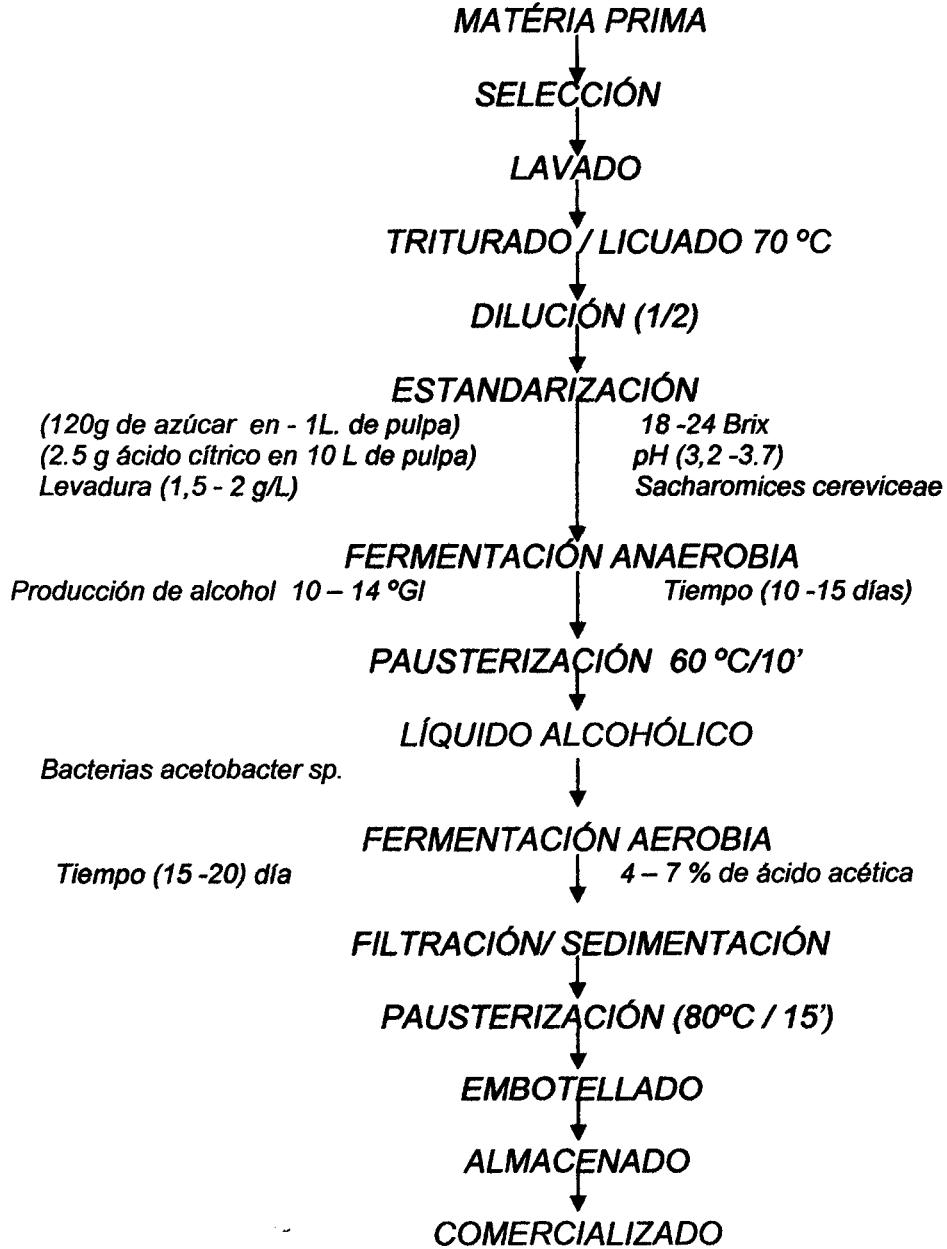 MATÉRIA PRIMA
SELECCIÓN
LAVADO
TRITURADO / LICUADO 70 ºC
DILUCIÓN (1/2)
ESTANDARIZACIÓN
(120g de azúcar en - 1L. de pulpa) 18 -24 Brix
(2.5 g ácido cítrico en 10 L de pulpa) pH (3,2 -3.7)
Levadura (1,5 - 2 g/L) Sacharomices cereviceae
FERMENTACIÓN ANAEROBIA
Producción de alcohol 10 – 14 ºGl Tiempo (10 -15 días)
PAUSTERIZACIÓN 60 ºC/10’
LÍQUIDO ALCOHÓLICO
Bacterias acetobacter sp.
FERMENTACIÓN AEROBIA
Tiempo (15 -20) día 4 – 7 % de ácido acética
FILTRACIÓN/ SEDIMENTACIÓN
PAUSTERIZACIÓN (80ºC / 15’)
EMBOTELLADO
ALMACENADO
COMERCIALIZADO